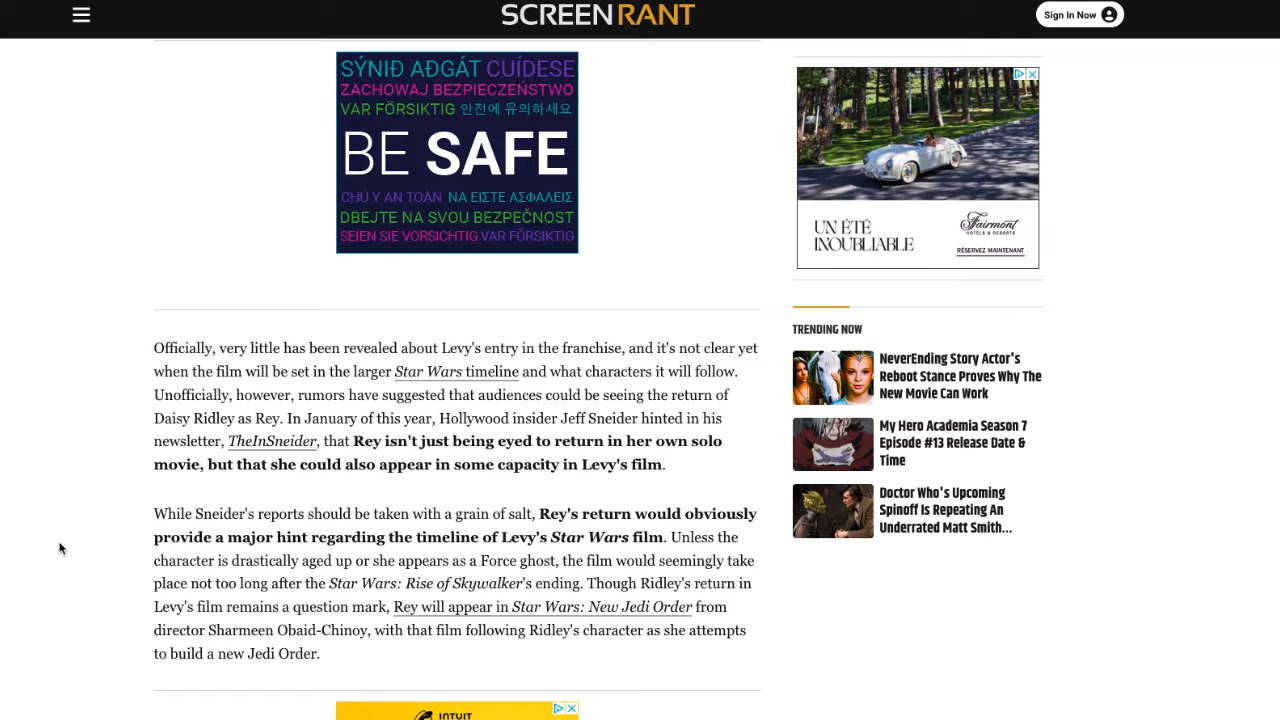 SCREENRANT
Sign In Now
SÝNIÐ AÐGÁT CUÍDESE
ZACHOWAJ BEZPIECZEŃSTWO
VAR FÖRSIKTIG 안전에 유의하세요
BE SAFE
CHÚ Ý AN TOÀN ΝΑ ΕΙΣΤΕ ΑΣΦΑΛΕΙΣ
DBEJTE NA SVOU BEZPEČNOST
SEIEN SIE VORSICHTIG VAR FÖRSIKTIG
UN ÉTÉ
INOUBLIABLE
Fairmont
HOTELS & RESORTS
RÉSERVEZ MAINTENANT
Officially, very little has been revealed about Levy's entry in the franchise, and it's not clear yet
when the film will be set in the larger Star Wars timeline and what characters it will follow.
Unofficially, however, rumors have suggested that audiences could be seeing the return of
Daisy Ridley as Rey. In January of this year, Hollywood insider Jeff Sneider hinted in his
newsletter, TheInSneider, that Rey isn't just being eyed to return in her own solo
movie, but that she could also appear in some capacity in Levy's film.
While Sneider's reports should be taken with a grain of salt, Rey's return would obviously
provide a major hint regarding the timeline of Levy's Star Wars film. Unless the
character is drastically aged up or she appears as a Force ghost, the film would seemingly take
place not too long after the Star Wars: Rise of Skywalker's ending. Though Ridley's return in
Levy's film remains a question mark, Rey will appear in Star Wars: New Jedi Order from
director Sharmeen Obaid-Chinoy, with that film following Ridley's character as she attempts
to build a new Jedi Order.
TRENDING NOW
NeverEnding Story Actor's
Reboot Stance Proves Why The
New Movie Can Work
My Hero Academia Season 7
Episode #13 Release Date &
Time
Doctor Who's Upcoming
Spinoff Is Repeating An
Underrated Matt Smith...
INTUIT